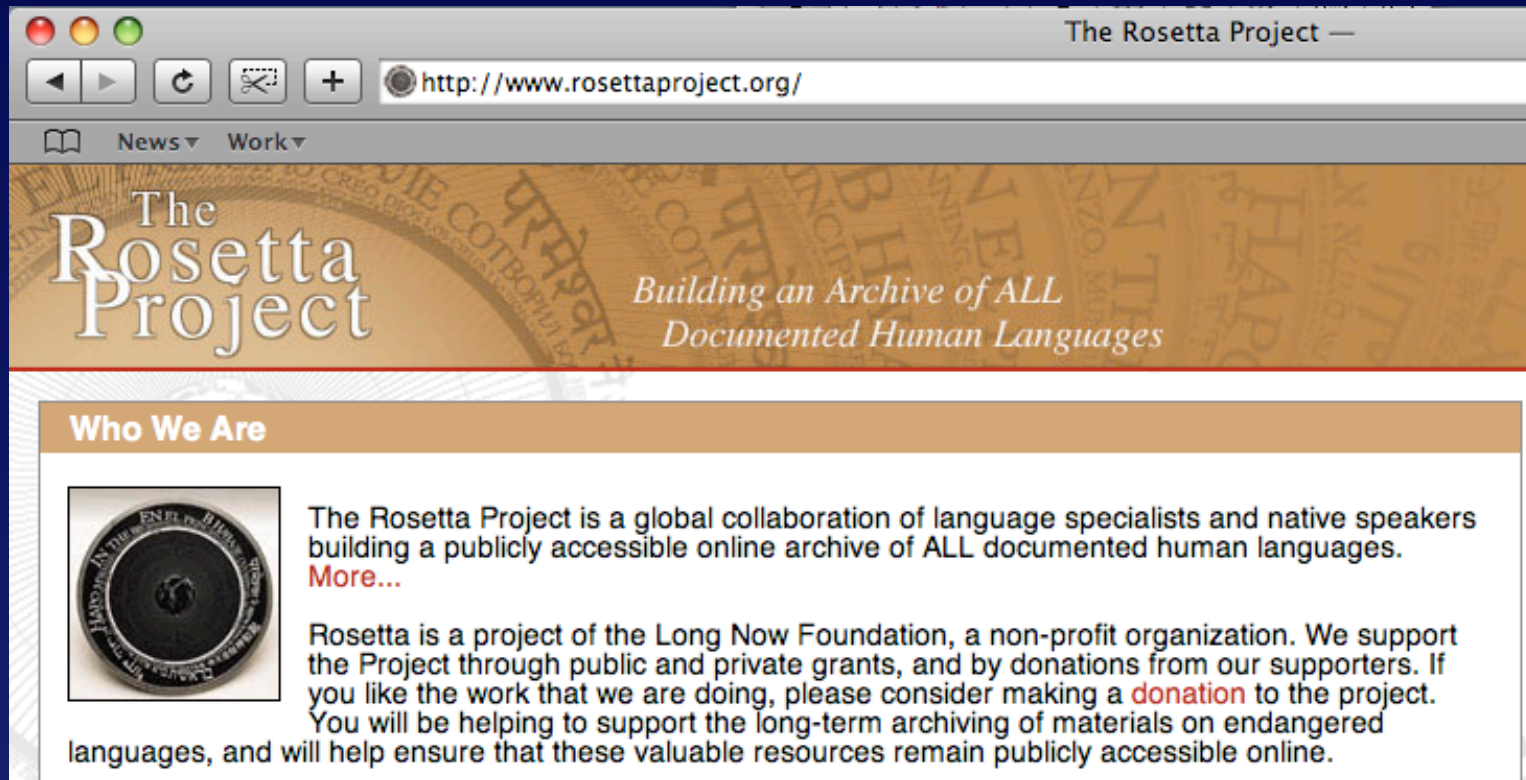 The Rosetta Project —
http://www.rosettaproject.org/
News▾ Work▾
The
Rosetta
Project
Building an Archive of ALL
Documented Human Languages
परमेश्वर
Who We Are
The Rosetta Project is a global collaboration of language specialists and native speakers
building a publicly accessible online archive of ALL documented human languages.
More...
Rosetta is a project of the Long Now Foundation, a non-profit organization. We support
the Project through public and private grants, and by donations from our supporters. If
you like the work that we are doing, please consider making a donation to the project.
You will be helping to support the long-term archiving of materials on endangered
languages, and will help ensure that these valuable resources remain publicly accessible online.